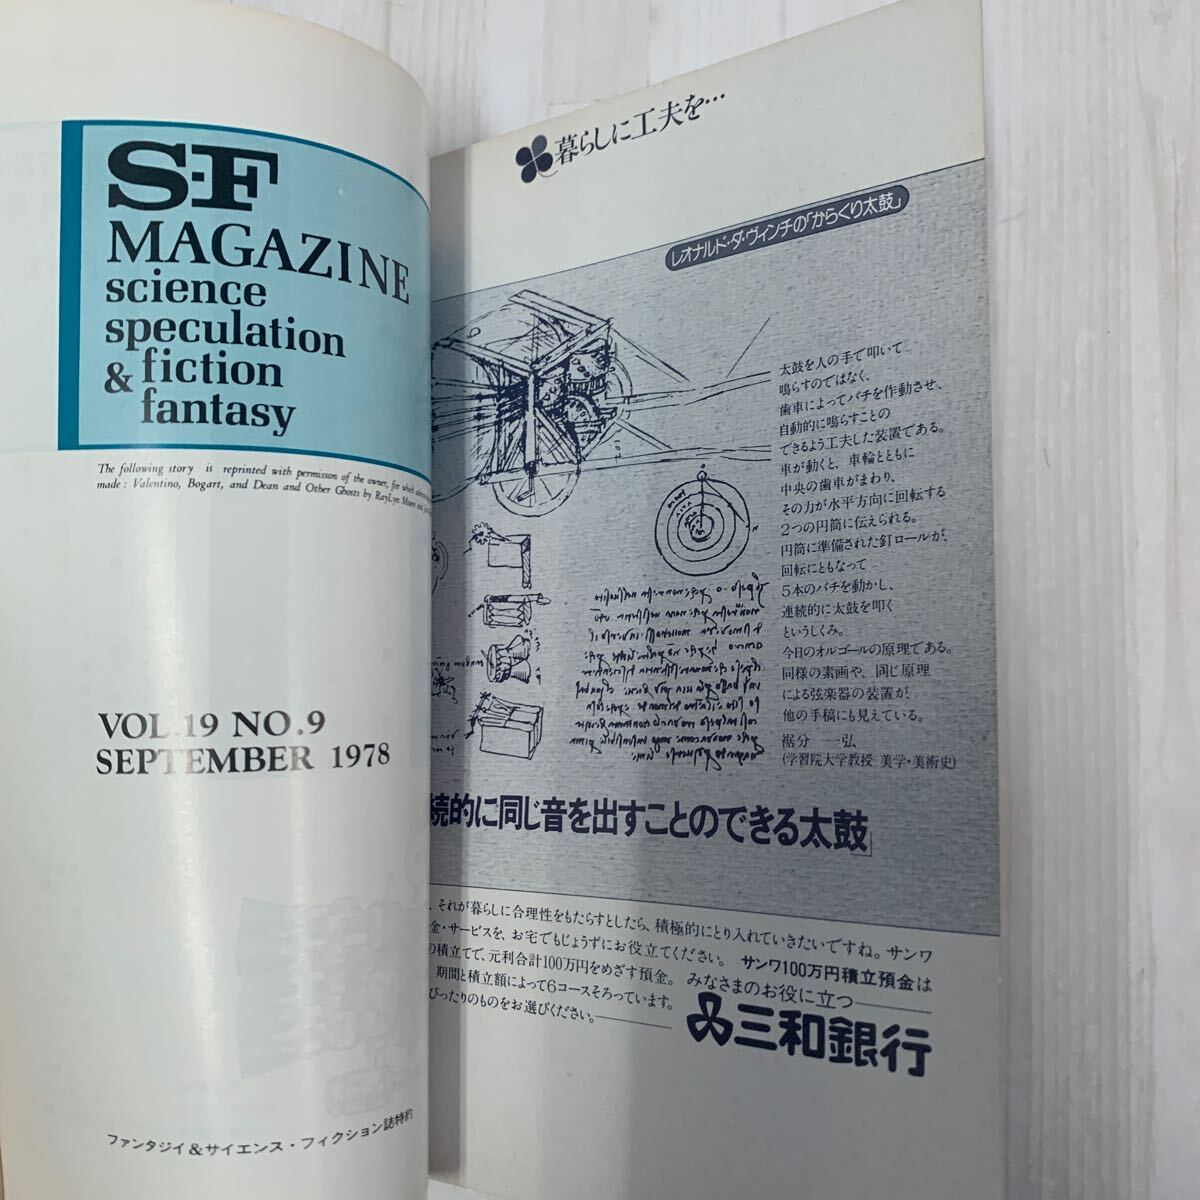 S-F
MAGAZINE
science
speculation
& fiction
fantasy
The following story is reprinted with permisson of the owner, for which
made : Valentino, Bogart, and Dean and Other Ghosts by RayLyn Moore and
VOL.19 NO.9
SEPTEMBER 1978
ファンタジイ&サイエンス・フィクション誌特約
暮らしに工夫を…
レオナルド・ダ・ヴィンチの「からくり太鼓」
太鼓を人の手で叩いて
鳴らすのではなく、
歯車によってバチを作動させ、
自動的に鳴らすことの
できるよう工夫した装置である。
車が動くと、車輪とともに
中央の歯車がまわり、
その力が水平方向に回転する
2つの円筒に伝えられる。
円筒に準備された釘ロールが、
回転にともなって
5本のバチを動かし、
連続的に太鼓を叩く
というしくみ。
今日のオルゴールの原理である。
同様の素画や、同じ原理
による弦楽器の装置が、
他の手稿にも見えている。
裾分 一弘
(学習院大学教授 美学・美術史)
続的に同じ音を出すことのできる太鼓」
、それが暮らしに合理性をもたらすとしたら、積極的にとり入れていきたいですね。サンワ
金・サービスを、お宅でもじょうずにお役立てください。 サンワ100万円積立預金は
の積立てで、元利合計100万円をめざす預金。
期間と積立額によって6コースそろっています。
ぴったりのものをお選びください。
みなさまのお役に立つ
三和銀行